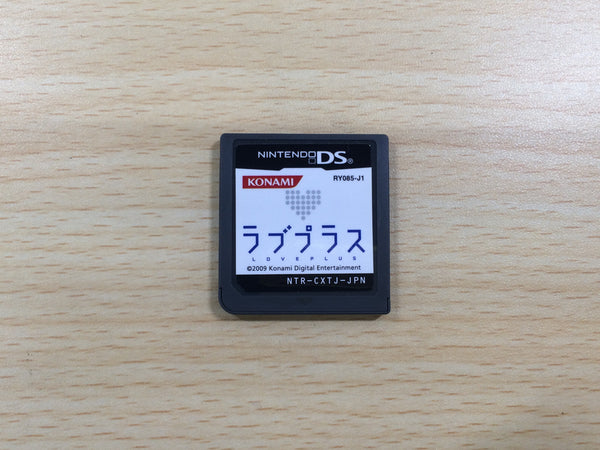 NINTENDO DS®
KONAMI
RY085-J1
ラブプラス
LOVEPLUS
©2009 Konami Digital Entertainment
NTR-CXTJ-JPN